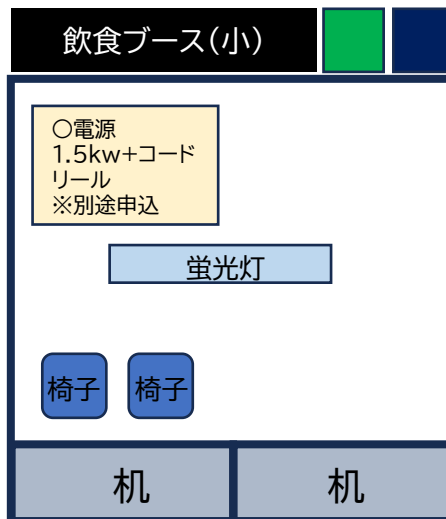 飲食ブース(小)
○電源
1.5kw+コード
リール
※別途申込
蛍光灯
椅子 椅子
机 机